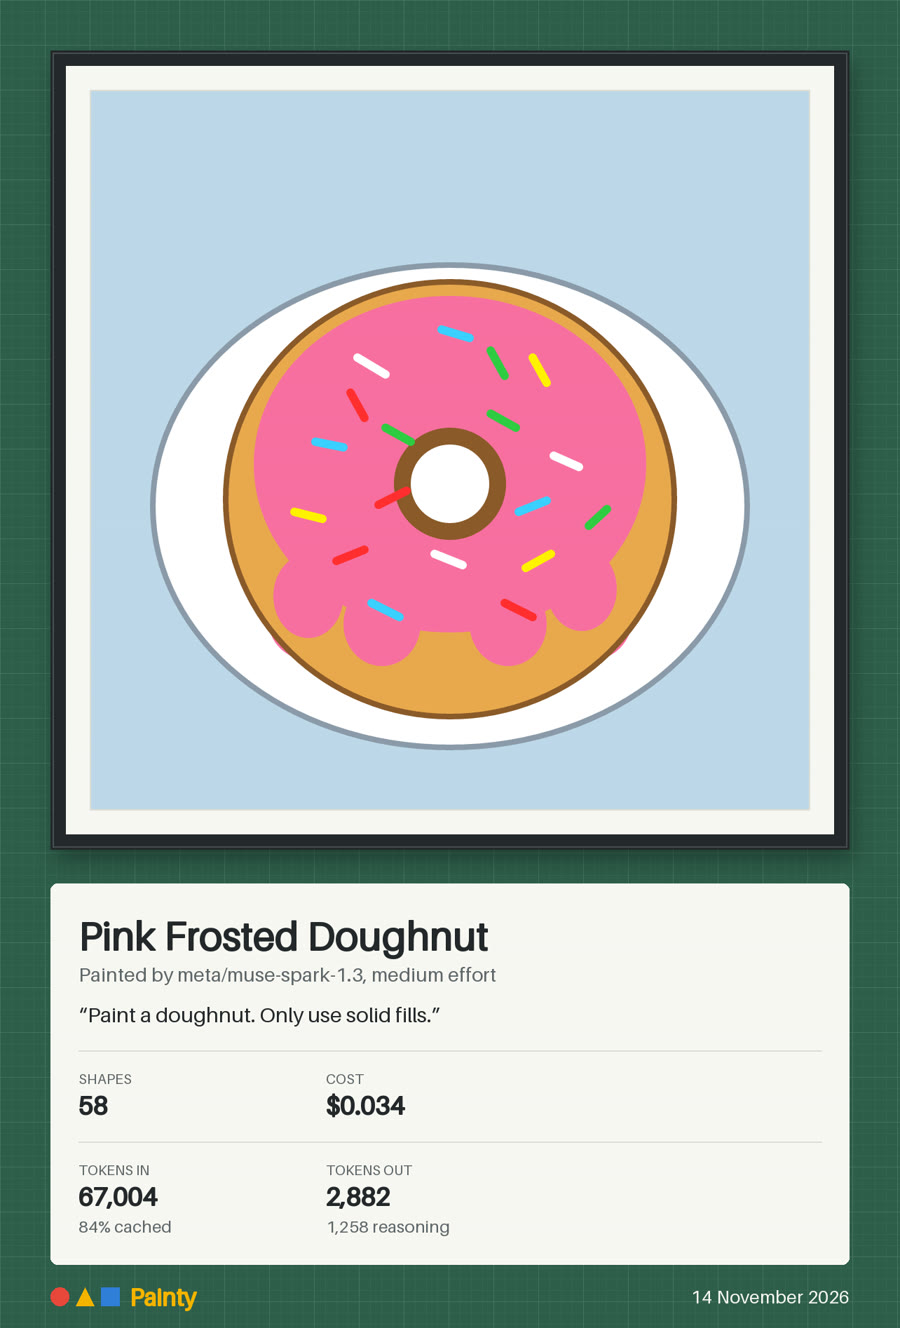 Pink Frosted Doughnut
Painted by meta/muse-spark-1.3, medium effort
“Paint a doughnut. Only use solid fills.”
SHAPES
58
COST
$0.034
TOKENS IN
67,004
84% cached
TOKENS OUT
2,882
1,258 reasoning
Painty
14 November 2026